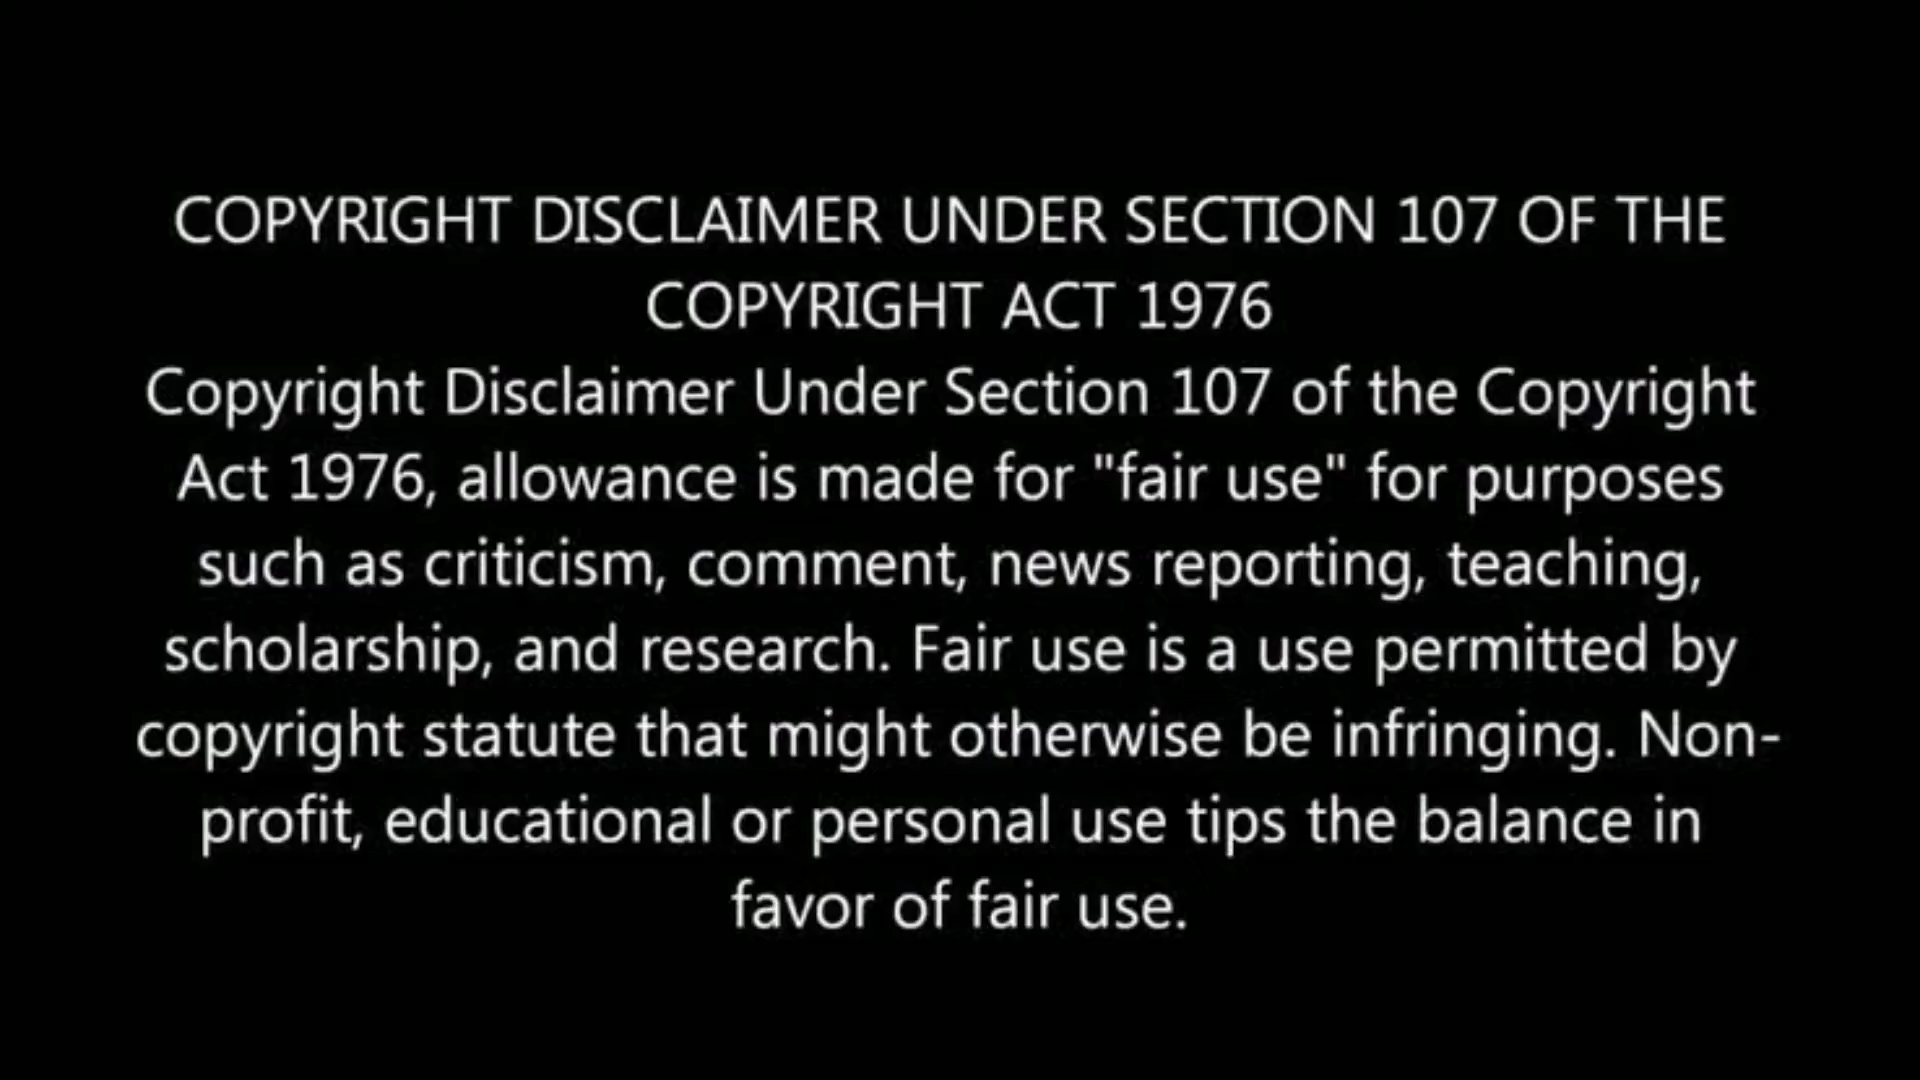 COPYRIGHT DISCLAIMER UNDER SECTION 107 OF THE
COPYRIGHT ACT 1976
Copyright Disclaimer Under Section 107 of the Copyright
Act 1976, allowance is made for "fair use" for purposes
such as criticism, comment, news reporting, teaching,
scholarship, and research. Fair use is a use permitted by
copyright statute that might otherwise be infringing. Non-
profit, educational or personal use tips the balance in
favor of fair use.